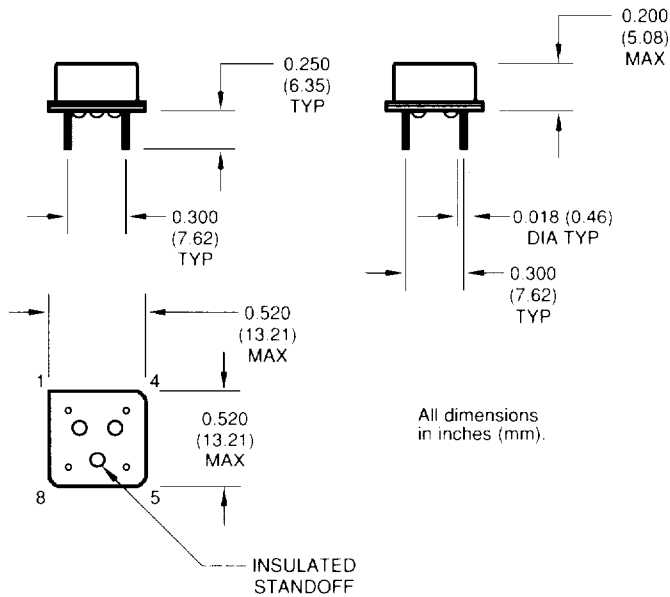 0.250
(6.35)
TYP
0.200
(5.08)
MAX
0.300
(7.62)
TYP
0.018 (0.46)
DIA TYP
0.300
(7.62)
TYP
0.520
(13.21)
MAX
1
4
0.520
(13.21)
MAX
8
5
All dimensions
in inches (mm).
INSULATED
STANDOFF